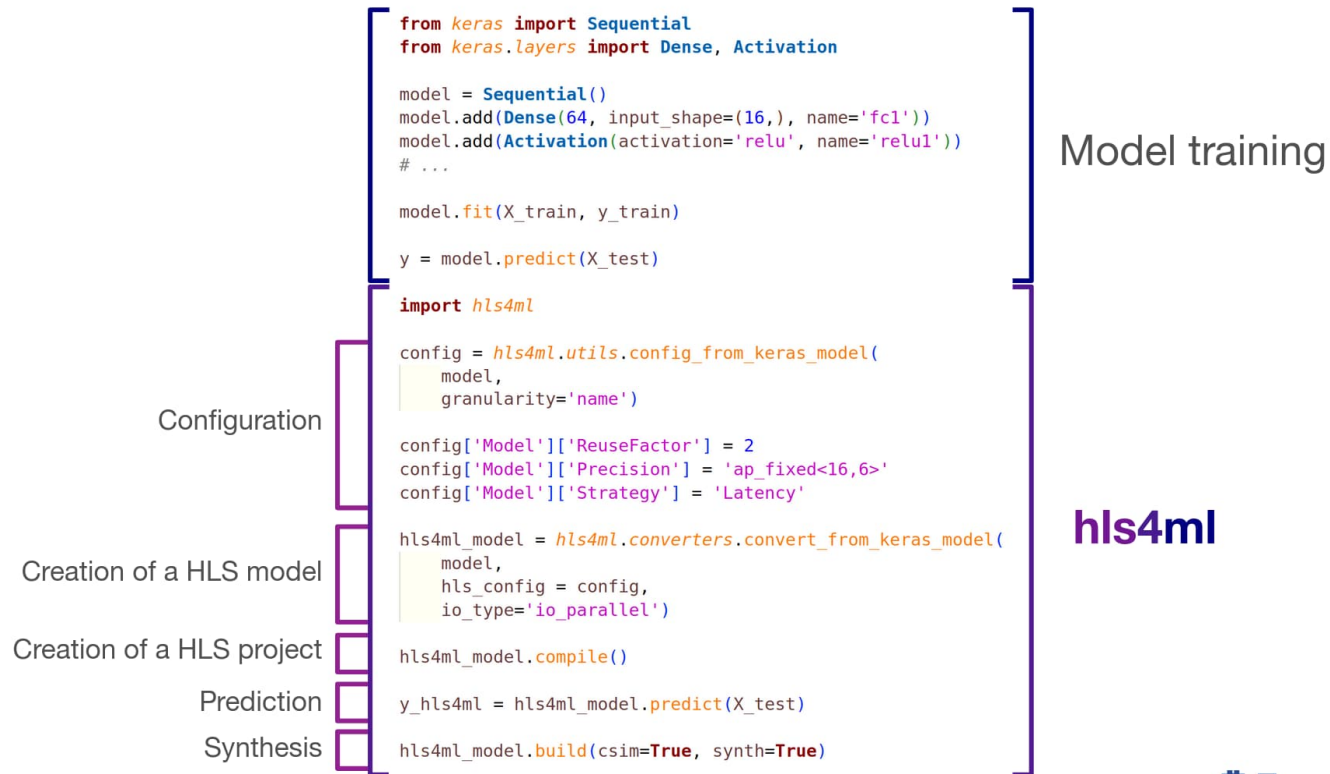 from keras import Sequential
from keras.layers import Dense, Activation
model = Sequential()
model.add(Dense(64, input_shape=(16,), name='fc1'))
model.add(Activation(activation='relu', name='relu1'))
# ...
model.fit(X_train, y_train)
y = model.predict(X_test)
Model training
import hls4ml
Configuration
config = hls4ml.utils.config_from_keras_model(
model,
granularity='name')
config['Model']['ReuseFactor'] = 2
config['Model']['Precision'] = 'ap_fixed<16,6>'
config['Model']['Strategy'] = 'Latency'
hls4ml
Creation of a HLS model
hls4ml_model = hls4ml.converters.convert_from_keras_model(
model,
hls_config = config,
io_type='io_parallel')
Creation of a HLS project
hls4ml_model.compile()
Prediction
y_hls4ml = hls4ml_model.predict(X_test)
Synthesis
hls4ml_model.build(csim=True, synth=True)